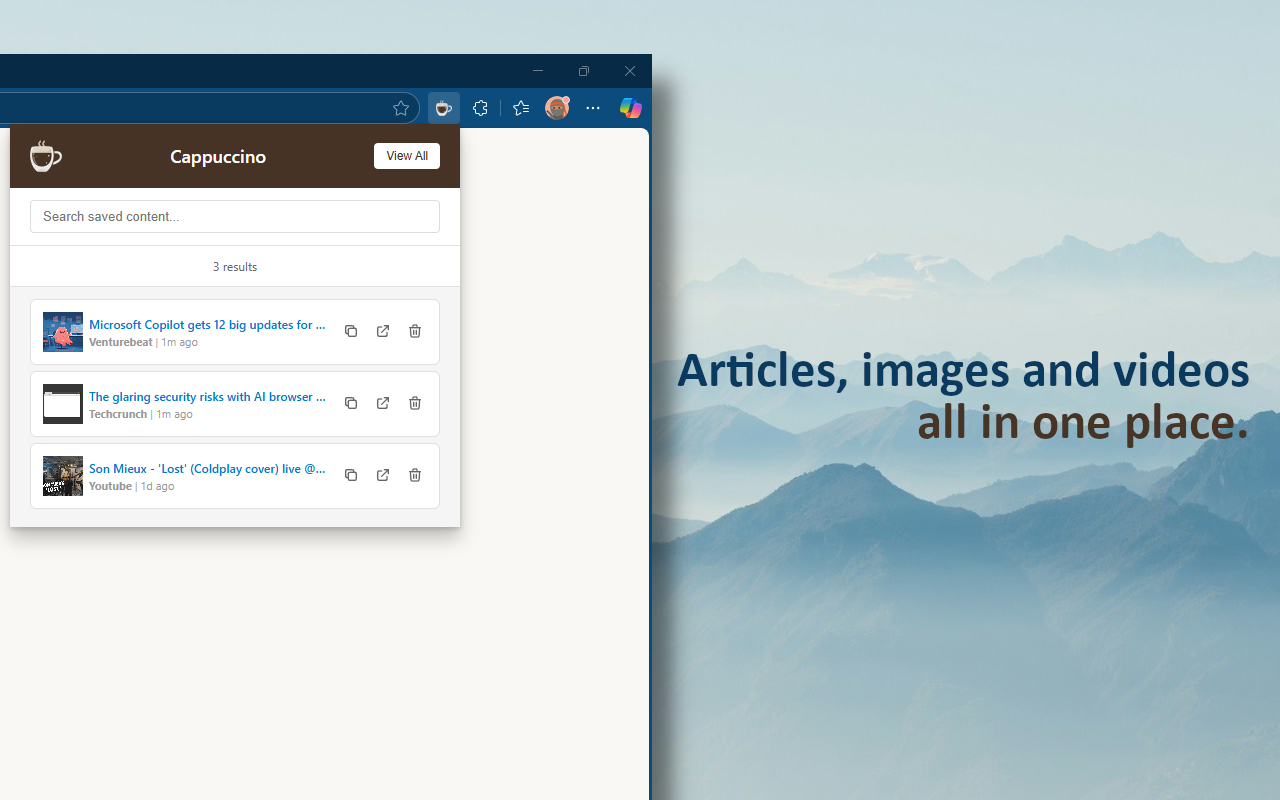 Cappuccino
View All
Search saved content...
3 results
Microsoft Copilot gets 12 big updates for ...
Venturebeat | 1m ago
The glaring security risks with AI browser ...
Techcrunch | 1m ago
Son Mieux - 'Lost' (Coldplay cover) live @...
Youtube | 1d ago
Articles, images and videos
all in one place.